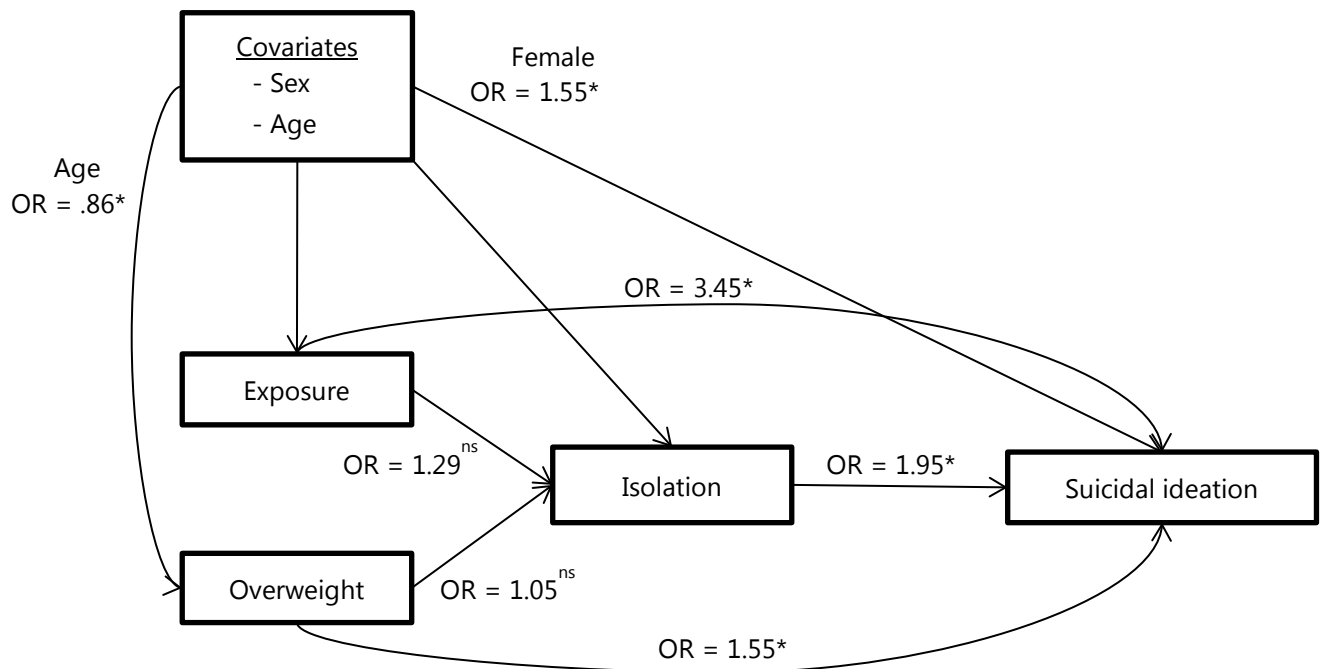 Covariates
- Sex
- Age
Female
OR = 1.55*
Age
OR = .86*
OR = 3.45*
Exposure
OR = 1.29ns
Isolation
OR = 1.95*
Suicidal ideation
Overweight
OR = 1.05ns
OR = 1.55*